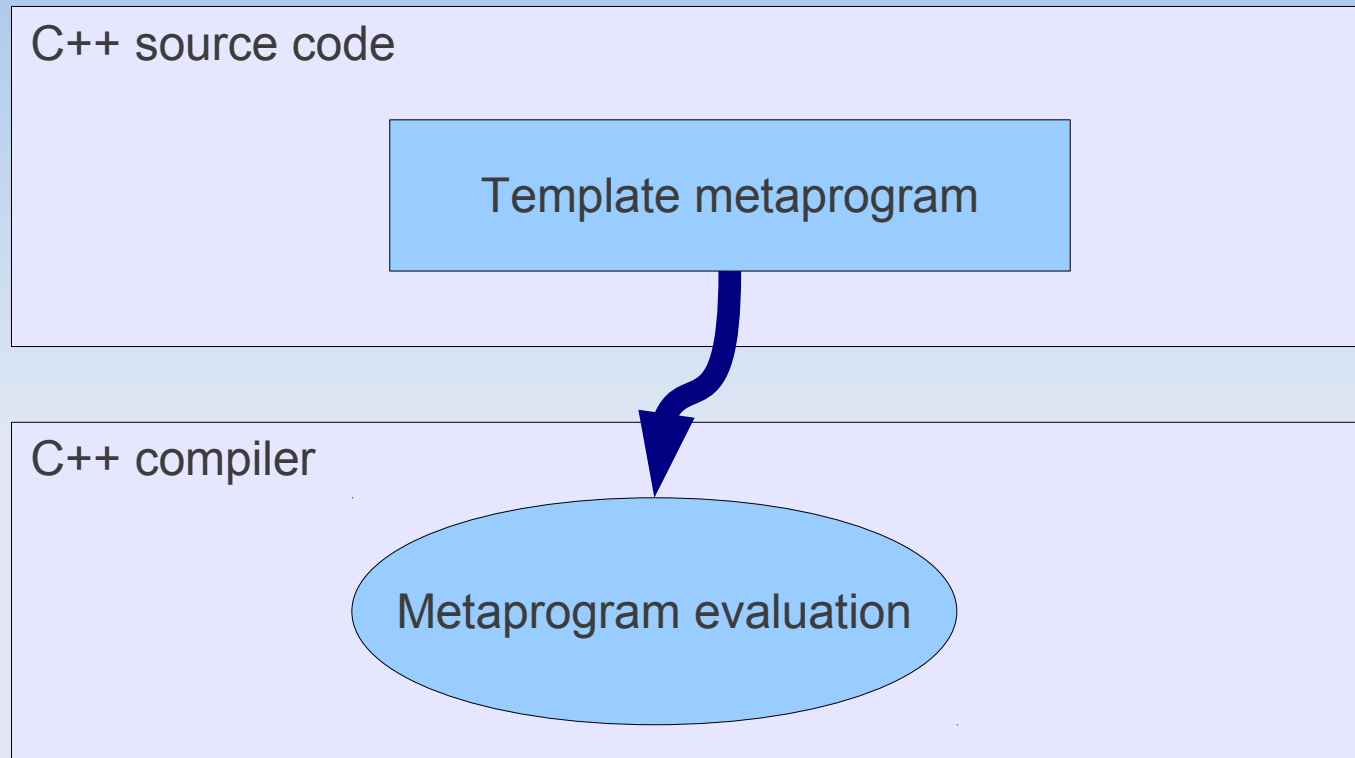 C++ source code
Template metaprogram
C++ compiler
Metaprogram evaluation